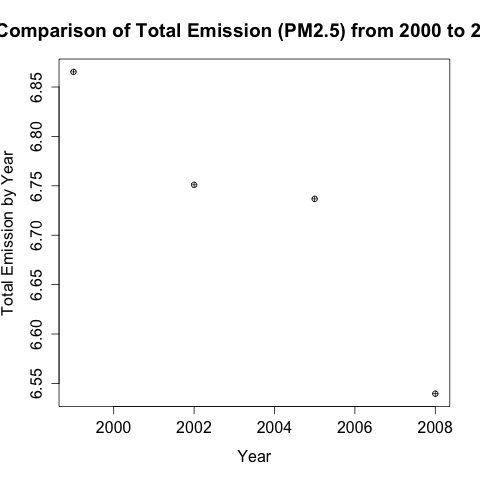 Comparison of Total Emission (PM2.5) from 2000 to 2
Total Emission by Year
6.85
6.80
6.75
6.70
6.65
6.60
6.55
2000 2002 2004 2006 2008
Year